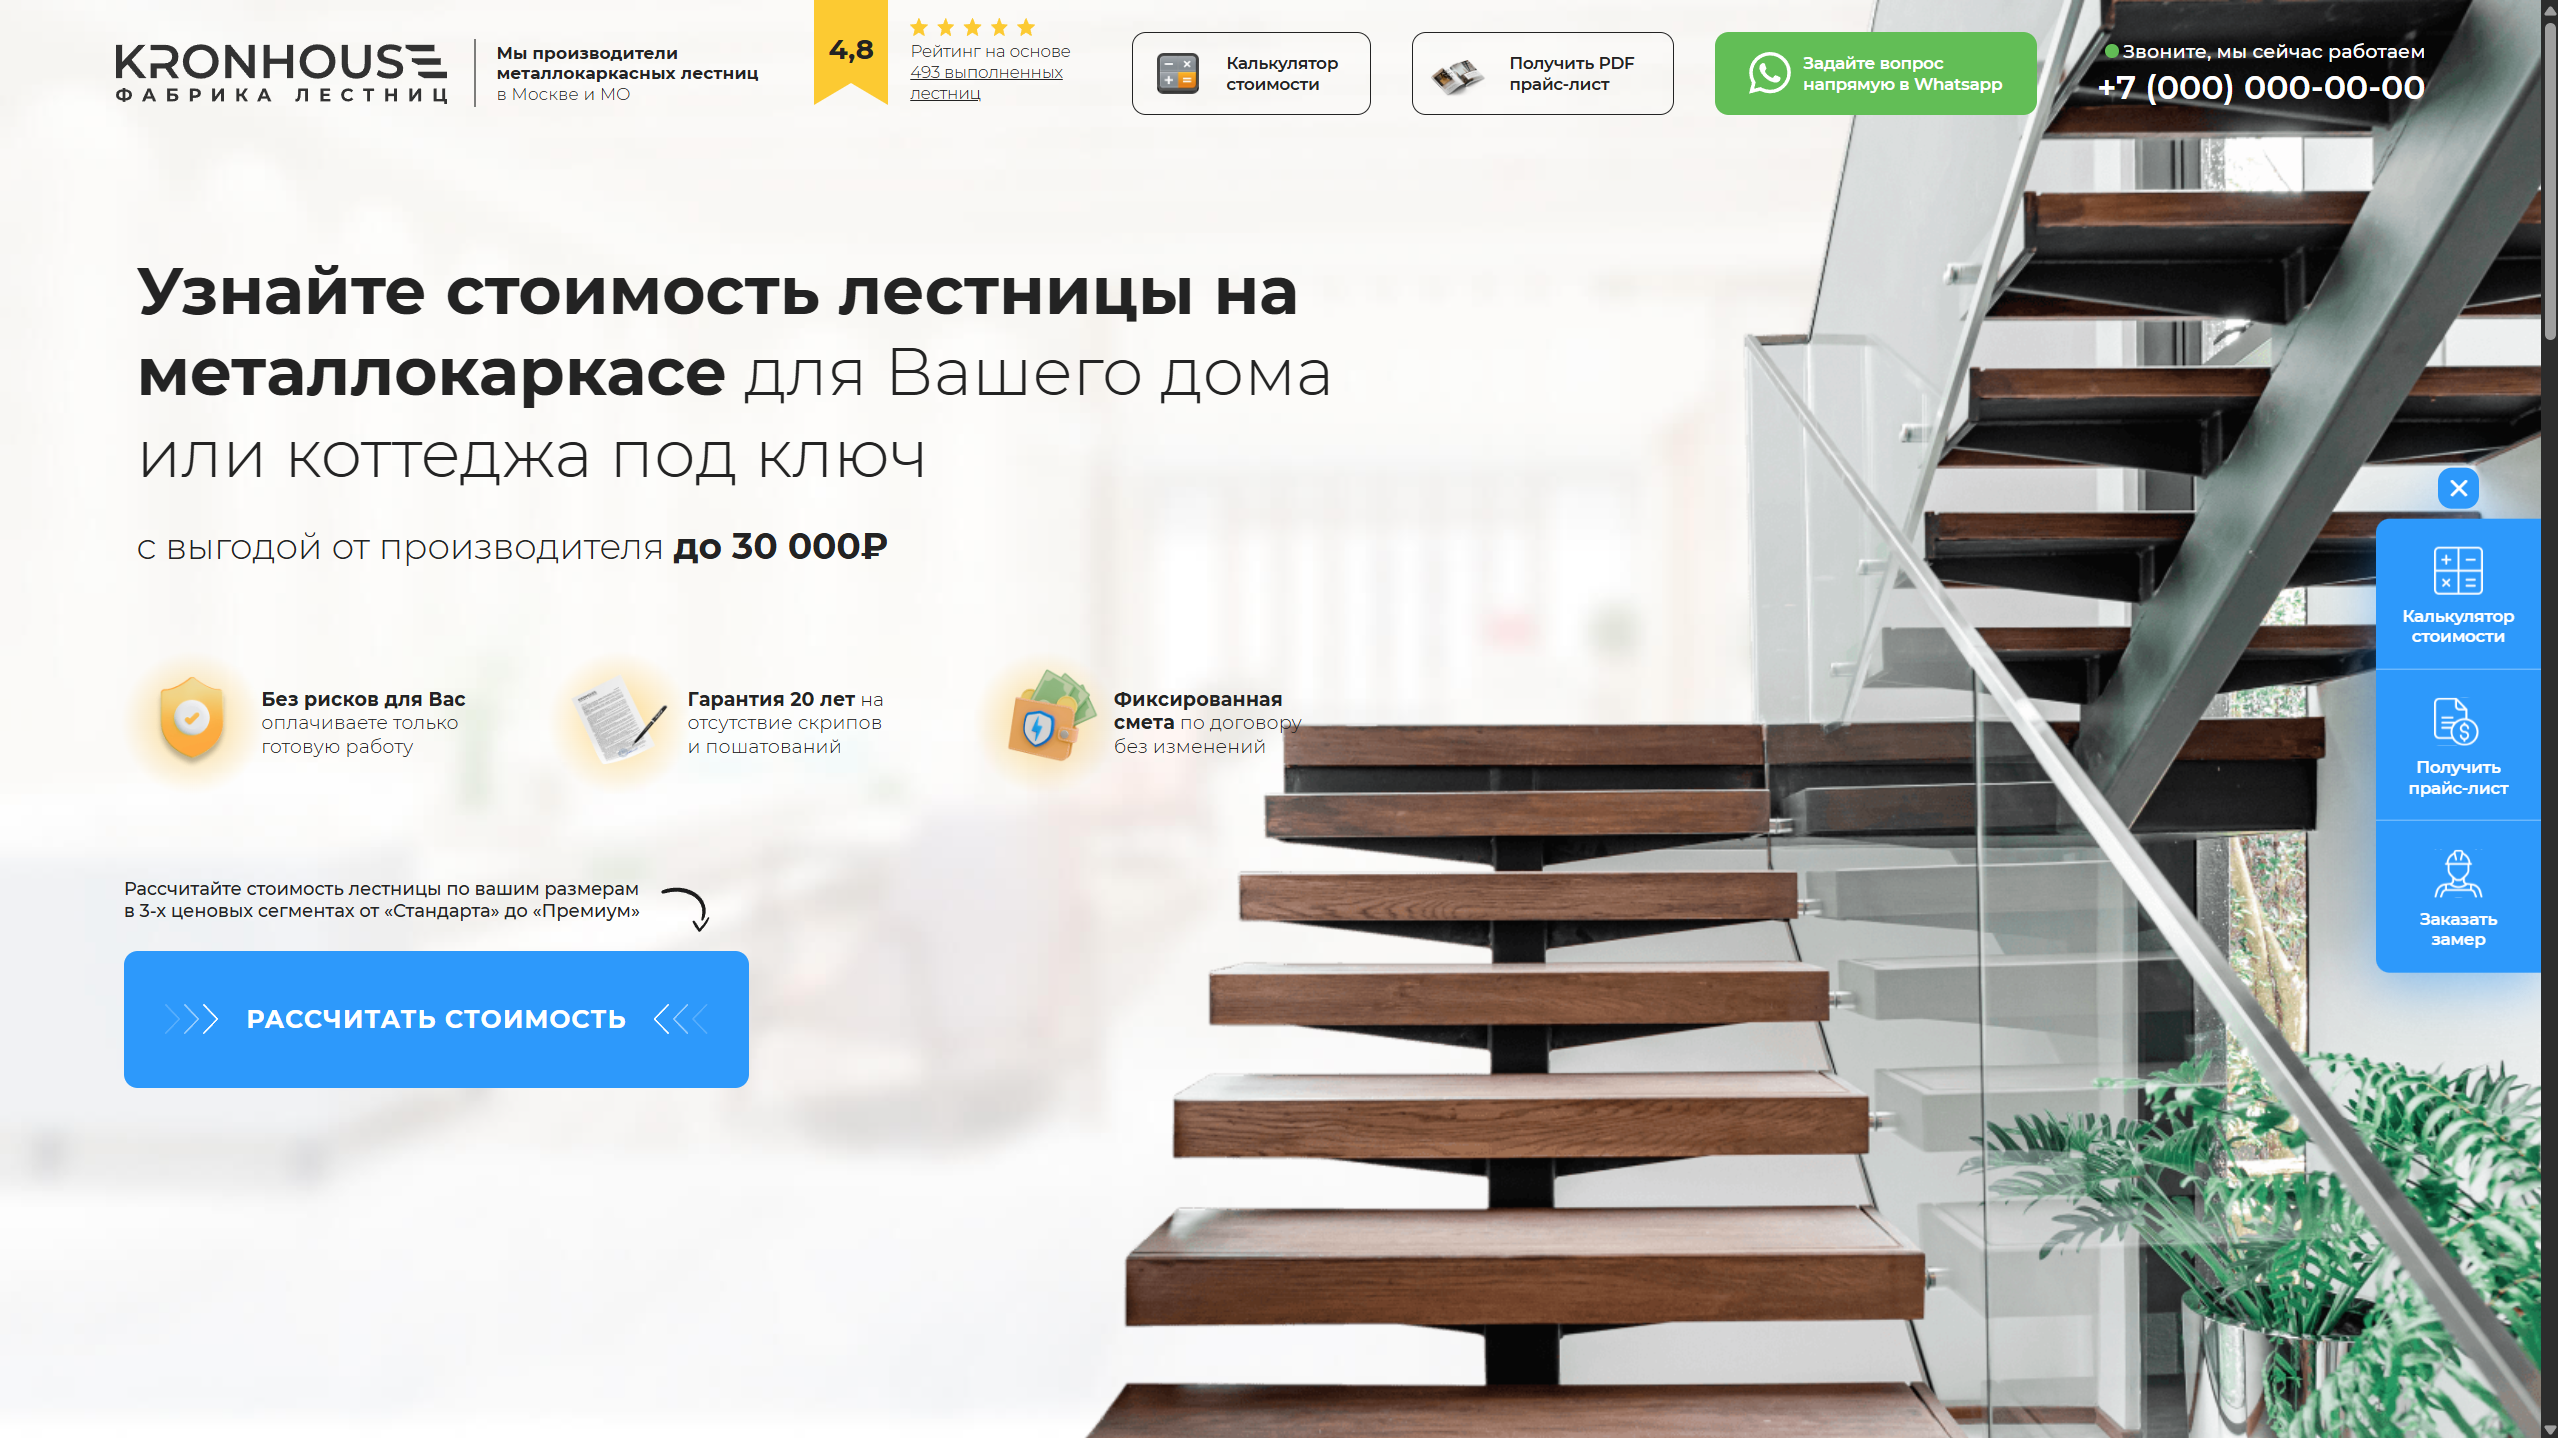 KRONHOUSE
ФАБРИКА ЛЕСТНИЦ
Мы производители
металлокаркасных лестниц
в Москве и МО
4,8
Рейтинг на основе
493 выполненных
лестниц
Калькулятор
стоимости
Получить PDF
прайс-лист
Задайте вопрос
напрямую в Whatsapp
Звоните, мы сейчас работаем
+7 (000) 000-00-00
Узнайте стоимость лестницы на
металлокаркасе для Вашего дома
или коттеджа под ключ
с выгодой от производителя до 30 000₽
Без рисков для Вас
оплачиваете только
готовую работу
Гарантия 20 лет на
отсутствие скрипов
и пошатований
Фиксированная
смета по договору
без изменений
Рассчитайте стоимость лестницы по вашим размерам
в 3-х ценовых сегментах от «Стандарта» до «Премиум»
РАССЧИТАТЬ СТОИМОСТЬ
Калькулятор
стоимости
Получить
прайс-лист
Заказать
замер